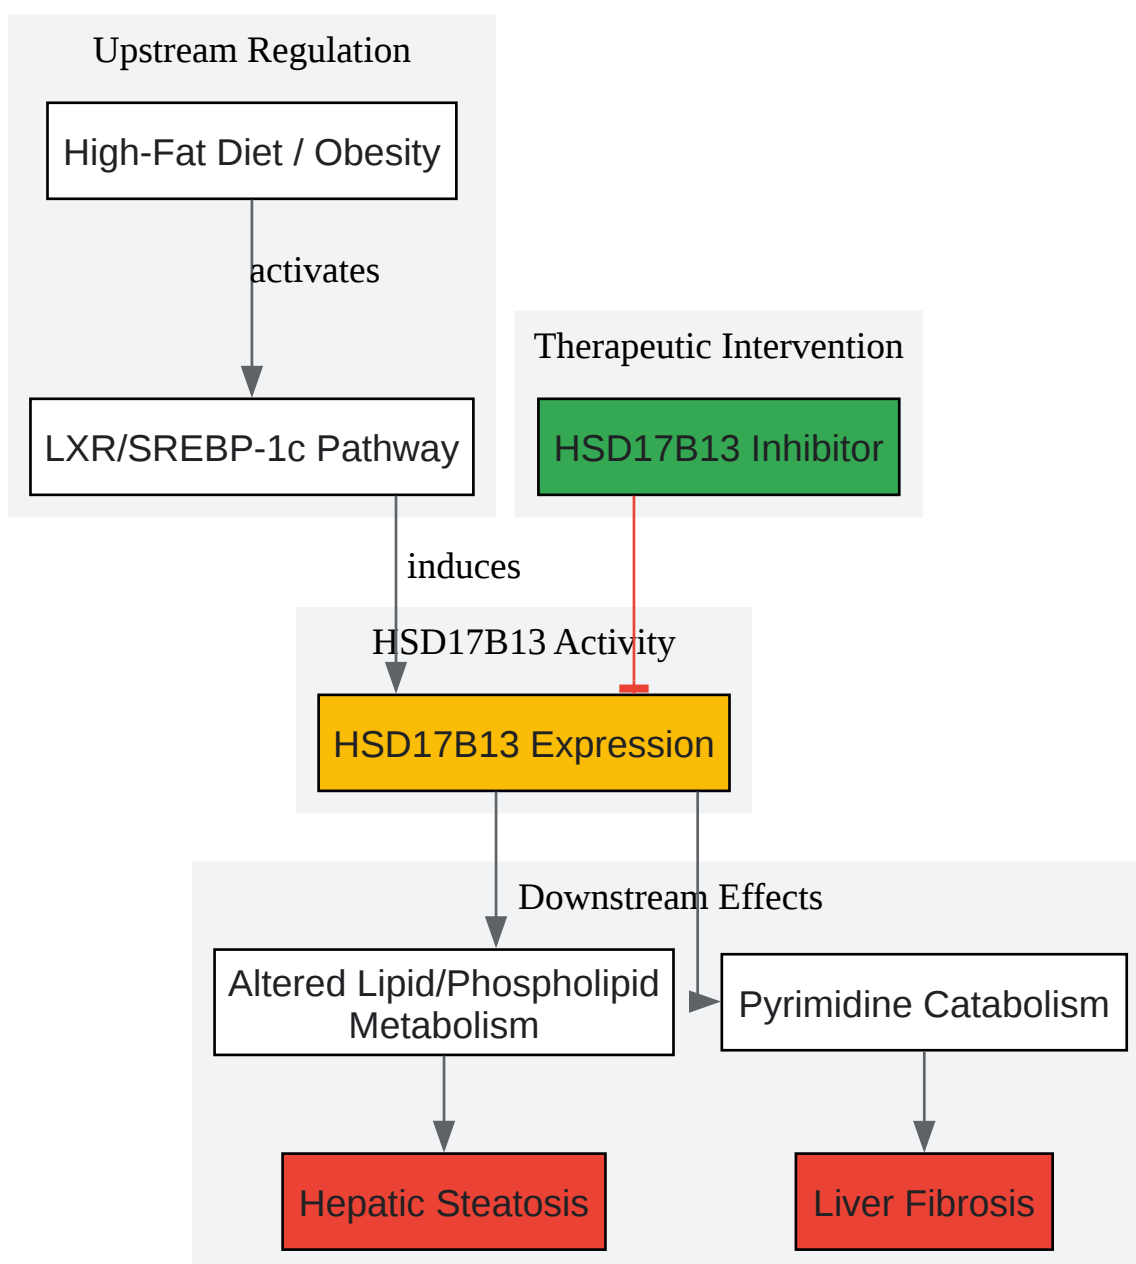 Upstream Regulation
High-Fat Diet / Obesity
activates
Therapeutic Intervention
LXR/SREBP-1c Pathway
HSD17B13 Inhibitor
induces
HSD17B13 Activity
HSD17B13 Expression
Downstream Effects
Altered Lipid/Phospholipid
Metabolism
Pyrimidine Catabolism
Hepatic Steatosis
Liver Fibrosis